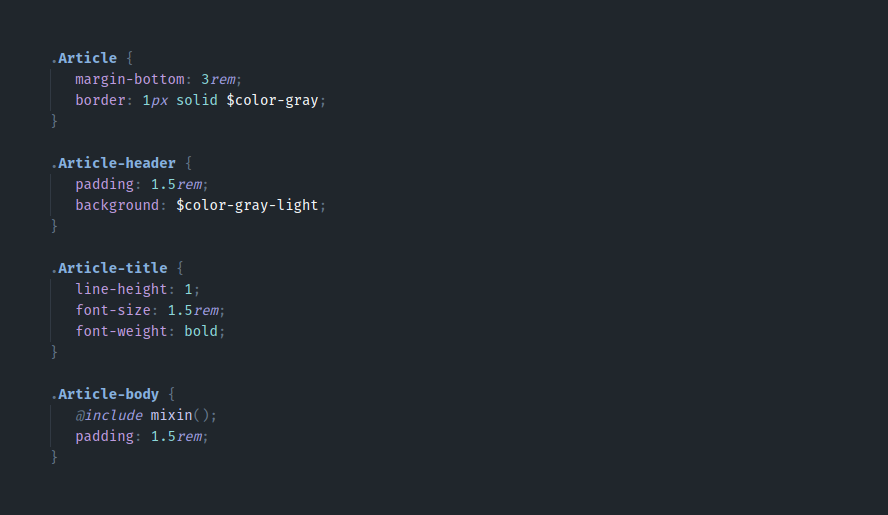 .Article {
   margin-bottom: 3rem;
   border: 1px solid $color-gray;
}

.Article-header {
   padding: 1.5rem;
   background: $color-gray-light;
}

.Article-title {
   line-height: 1;
   font-size: 1.5rem;
   font-weight: bold;
}

.Article-body {
   @include mixin();
   padding: 1.5rem;
}